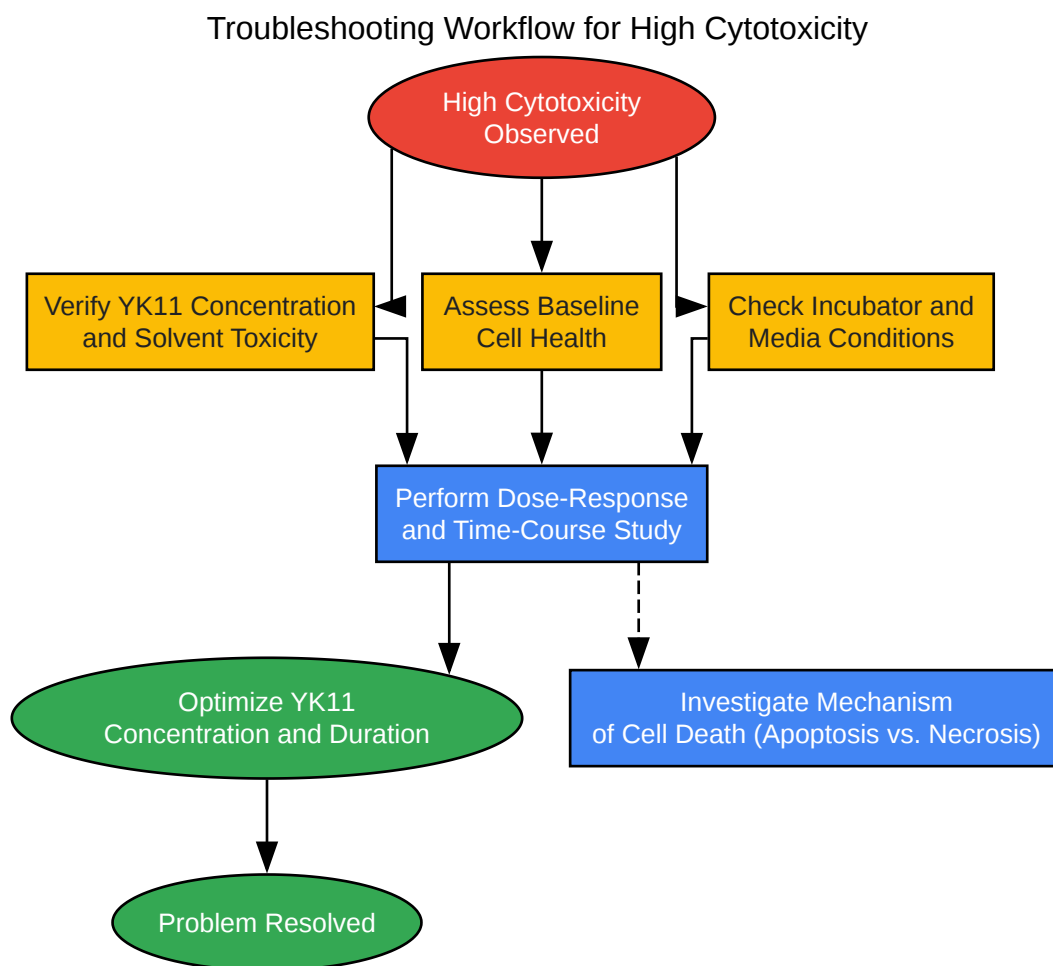 Troubleshooting Workflow for High Cytotoxicity
High Cytotoxicity
Observed
Verify YK11 Concentration
and Solvent Toxicity
Assess Baseline
Cell Health
Check Incubator and
Media Conditions
Perform Dose-Response
and Time-Course Study
Optimize YK11
Concentration and Duration
Investigate Mechanism
of Cell Death (Apoptosis vs. Necrosis)
Problem Resolved